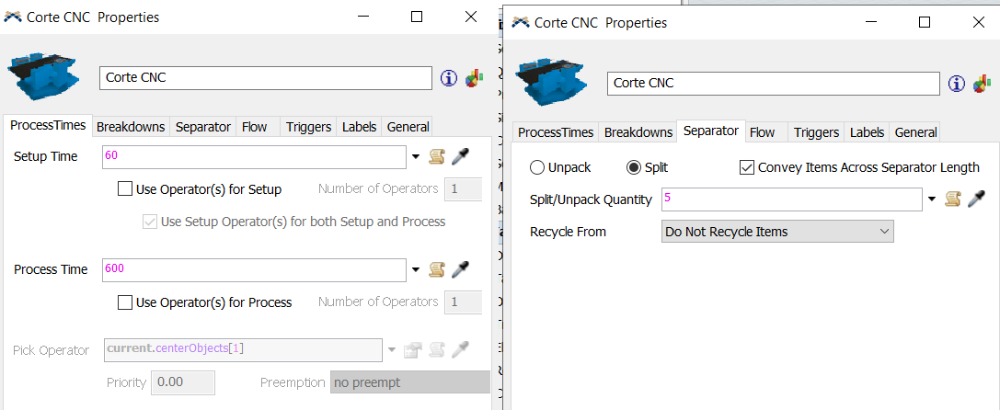 Corte CNC  Properties
Corte CNC
ProcessTimes Breakdowns Separator Flow Triggers Labels General
Setup Time 60
Use Operator(s) for Setup Number of Operators 1
Use Setup Operator(s) for both Setup and Process
Process Time 600
Use Operator(s) for Process Number of Operators 1
Pick Operator current.centerObjects[1]
Priority 0.00 Preemption no preempt
Corte CNC  Properties
Corte CNC
ProcessTimes Breakdowns Separator Flow Triggers Labels General
Unpack Split Convey Items Across Separator Length
Split/Unpack Quantity 5
Recycle From Do Not Recycle Items